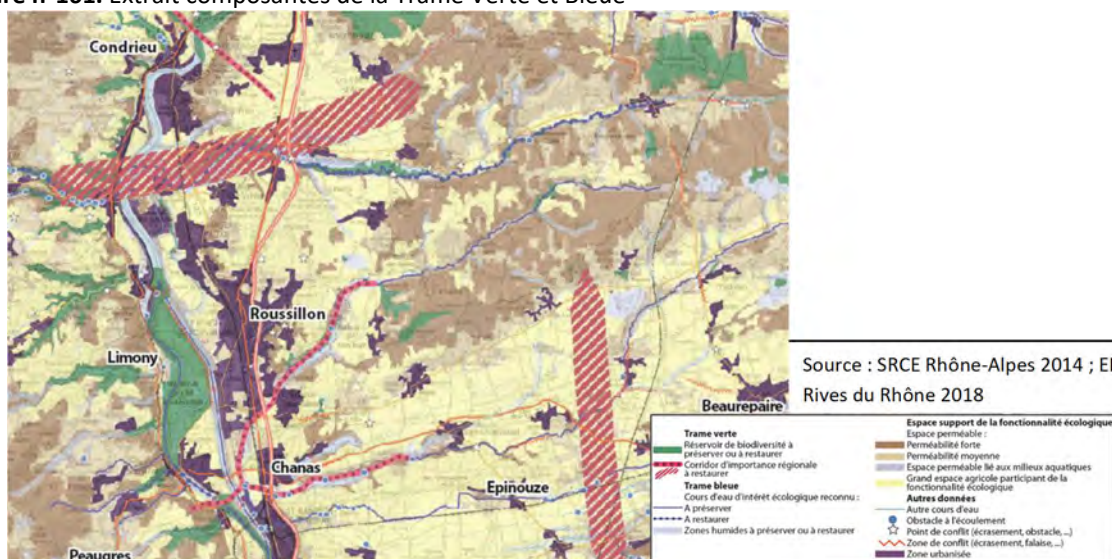 Extrait composantes de la Trame Verte et Bleue
Condrieu
Roussillon
Limony
Chanas
Beaurepaire
Epinouze
Peaugres
Source : SRCE Rhône-Alpes 2014 ;
Rives du Rhône 2018
Trame verte
Réservoir de biodiversité à
préserver ou à restaurer
Corridor d'importance régionale
à restaurer
Trame bleue
Cours d'eau d'intérêt écologique reconnu :
A préserver
A restaurer
Zones humides à préserver ou à restaurer
Espace support de la fonctionnalité écologique
Espace perméable :
Perméabilité forte
Perméabilité moyenne
Espace perméable lié aux milieux aquatiques
Grand espace agricole participant de la
fonctionnalité écologique
Autres données
Autre cours d'eau
Obstacle à l'écoulement
Point de conflit (écrasement, obstacle, ...)
Zone de conflit (écrasement, falaise, ...)
Zone urbanisée